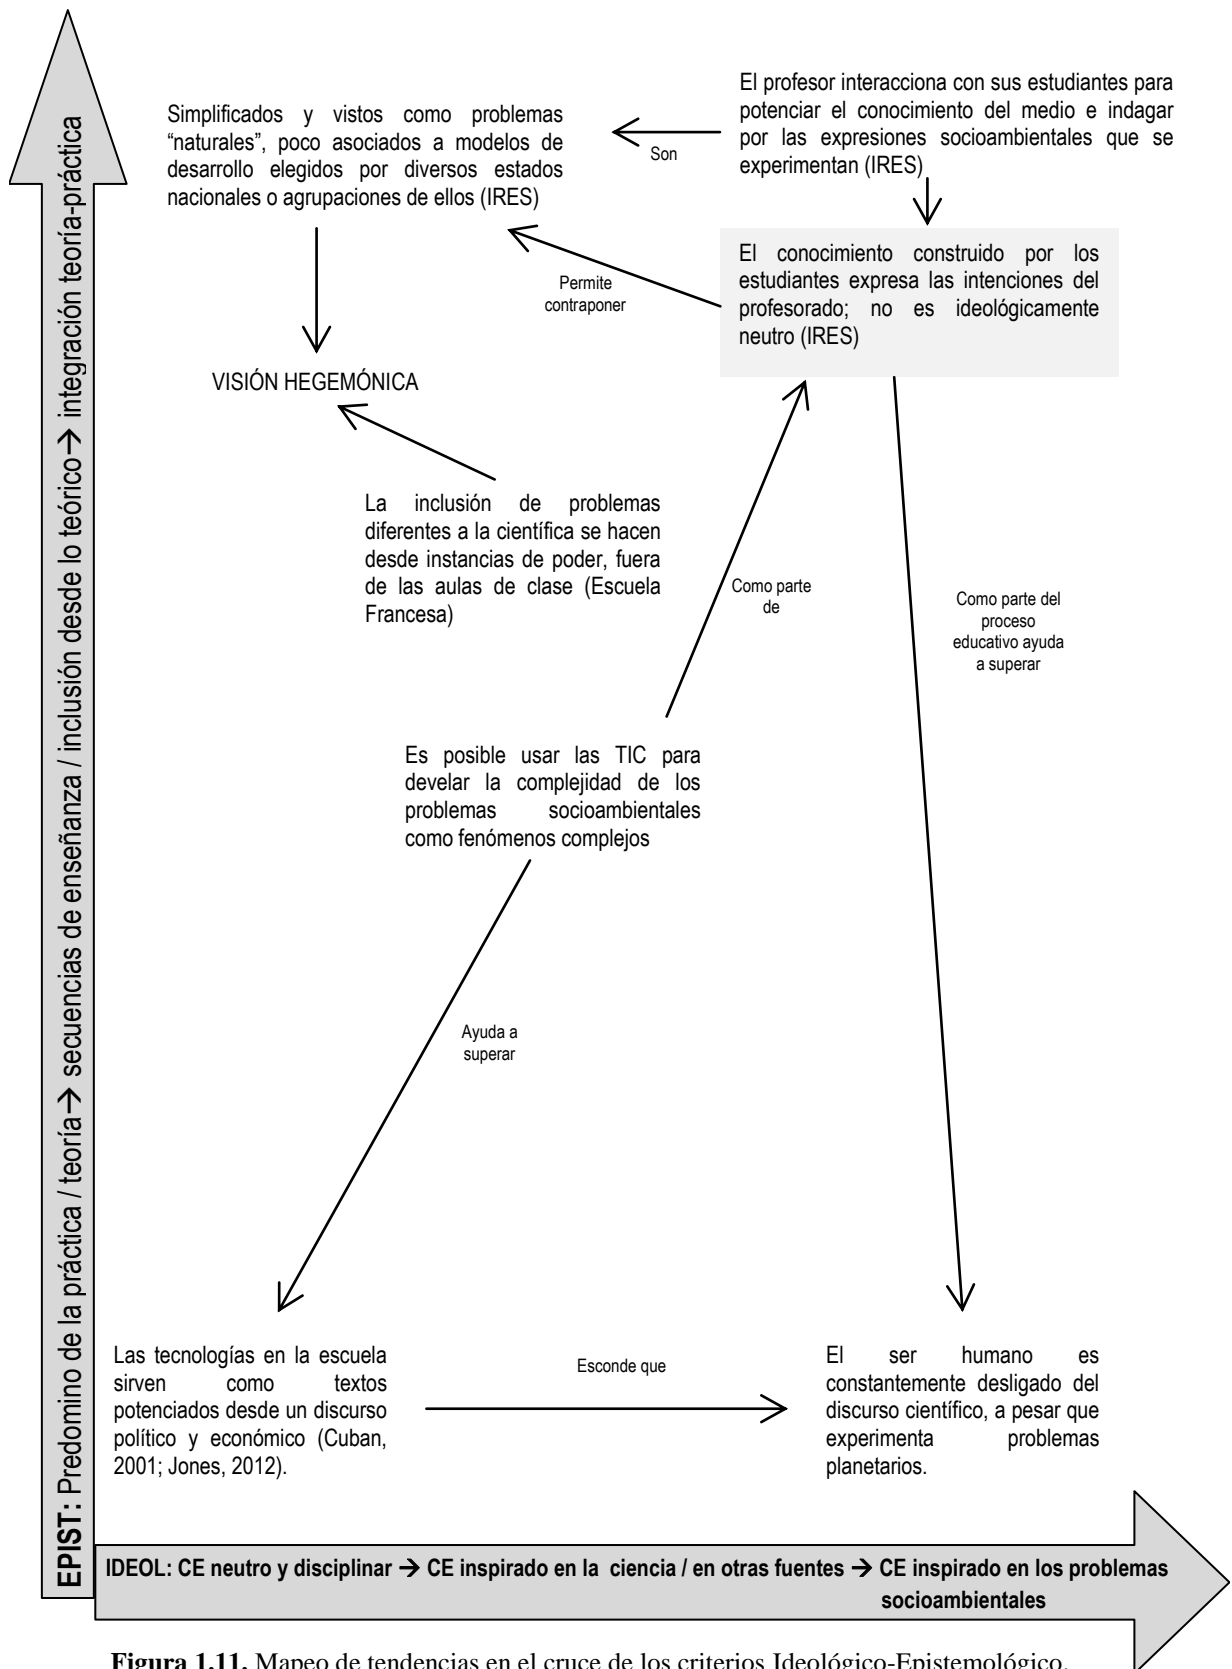 El profesor interacciona con sus estudiantes para
potenciar el conocimiento del medio e indagar
por las expresiones socioambientales que se
experimentan (IRES)
Son
Simplificados y vistos como problemas
“naturales”, poco asociados a modelos de
desarrollo elegidos por diversos estados
nacionales o agrupaciones de ellos (IRES)
El conocimiento construido por los
estudiantes expresa las intenciones del
profesorado; no es ideológicamente
neutro (IRES)
Permite
contraponer
VISIÓN HEGEMÓNICA
La inclusión de problemas
diferentes a la científica se hacen
desde instancias de poder, fuera
de las aulas de clase (Escuela
Francesa)
Como parte
de
Como parte del
proceso
educativo ayuda
a superar
Es posible usar las TIC para
develar la complejidad de los
problemas socioambientales
como fenómenos complejos
Ayuda a
superar
Las tecnologías en la escuela
sirven como textos
potenciados desde un discurso
político y económico (Cuban,
2001; Jones, 2012).
Esconde que
El ser humano es
constantemente desligado del
discurso científico, a pesar que
experimenta problemas
planetarios.
EPIST: Predomino de la práctica / teoría→ secuencias de enseñanza / inclusión desde lo teórico→ integración teoría-práctica
IDEOL: CE neutro y disciplinar → CE inspirado en la ciencia / en otras fuentes → CE inspirado en los problemas
socioambientales
Figura 1.11. Mapeo de tendencias en el cruce de los criterios Ideológico-Epistemológico.